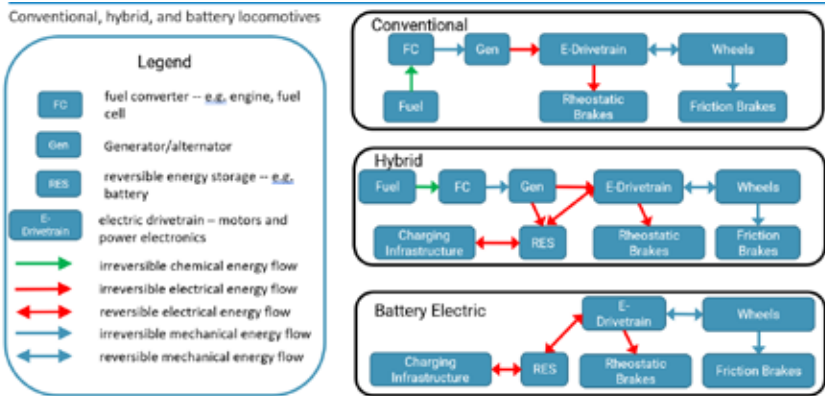 Conventional, hybrid, and battery locomotives
Legend
FC
fuel converter -- e.g. engine, fuel
cell
Gen
Generator/alternator
RES
reversible energy storage -- e.g.
battery
E-
Drivetrain
electric drivetrain – motors and
power electronics
irreversible chemical energy flow
irreversible electrical energy flow
reversible electrical energy flow
irreversible mechanical energy flow
reversible mechanical energy flow
Conventional
FC
Gen
E-Drivetrain
Wheels
Fuel
Rheostatic
Brakes
Friction Brakes
Hybrid
Fuel
FC
Gen
E-Drivetrain
Wheels
Charging
Infrastructure
RES
Rheostatic
Brakes
Friction
Brakes
Battery Electric
E-
Drivetrain
Wheels
Charging
Infrastructure
RES
Rheostatic
Brakes
Friction Brakes